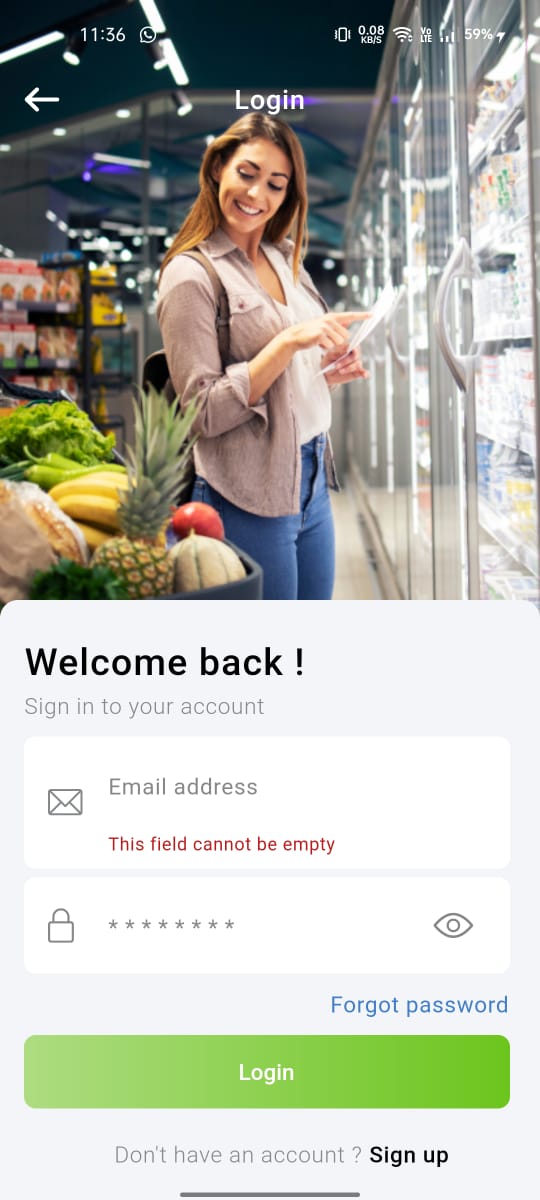 11:36 0.08 KB/S Vo LTE 59%
Login
Welcome back !
Sign in to your account
Email address
This field cannot be empty
* * * * * * * *
Forgot password
Login
Don't have an account ? Sign up